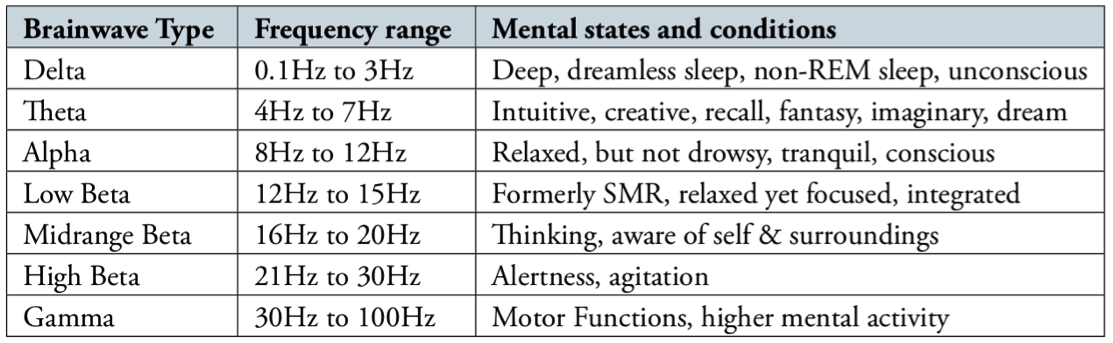 Brainwave Type Frequency range Mental states and conditions
Delta 0.1Hz to 3Hz Deep, dreamless sleep, non-REM sleep, unconscious
Theta 4Hz to 7Hz Intuitive, creative, recall, fantasy, imaginary, dream
Alpha 8Hz to 12Hz Relaxed, but not drowsy, tranquil, conscious
Low Beta 12Hz to 15Hz Formerly SMR, relaxed yet focused, integrated
Midrange Beta 16Hz to 20Hz Thinking, aware of self & surroundings
High Beta 21Hz to 30Hz Alertness, agitation
Gamma 30Hz to 100Hz Motor Functions, higher mental activity